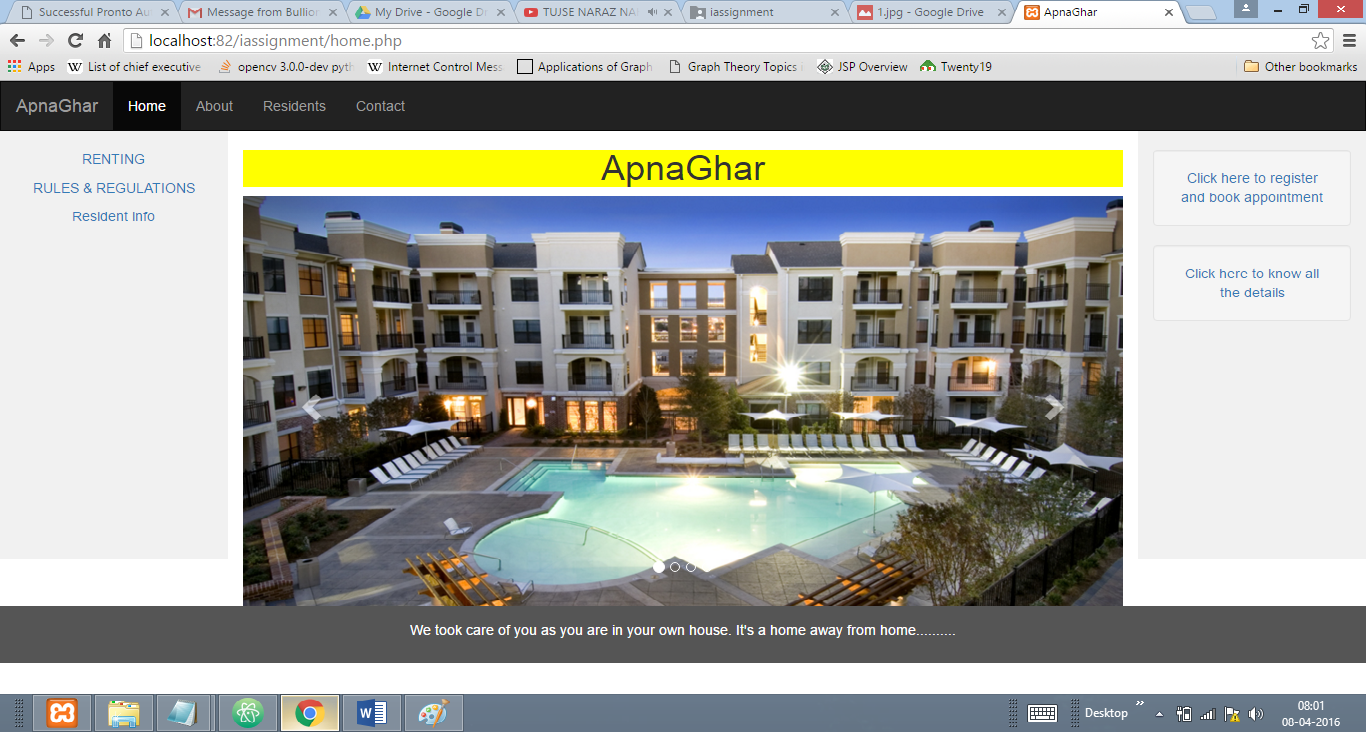 Successful Pronto Au
Message from Bullion
My Drive - Google Dr
TUJSE NARAZ NA
iassignment
1.jpg - Google Drive
ApnaGhar
localhost:82/iassignment/home.php
Apps
List of chief executive
opencv 3.0.0-dev pyth
Internet Control Mess
Applications of Graph
Graph Theory Topics i
JSP Overview
Twenty19
Other bookmarks
ApnaGhar
Home
About
Residents
Contact
RENTING
RULES & REGULATIONS
Resident Info
ApnaGhar
Click here to register
and book appointment
Click here to know all
the details
We took care of you as you are in your own house. It's a home away from home..........
Desktop
08:01
08-04-2016